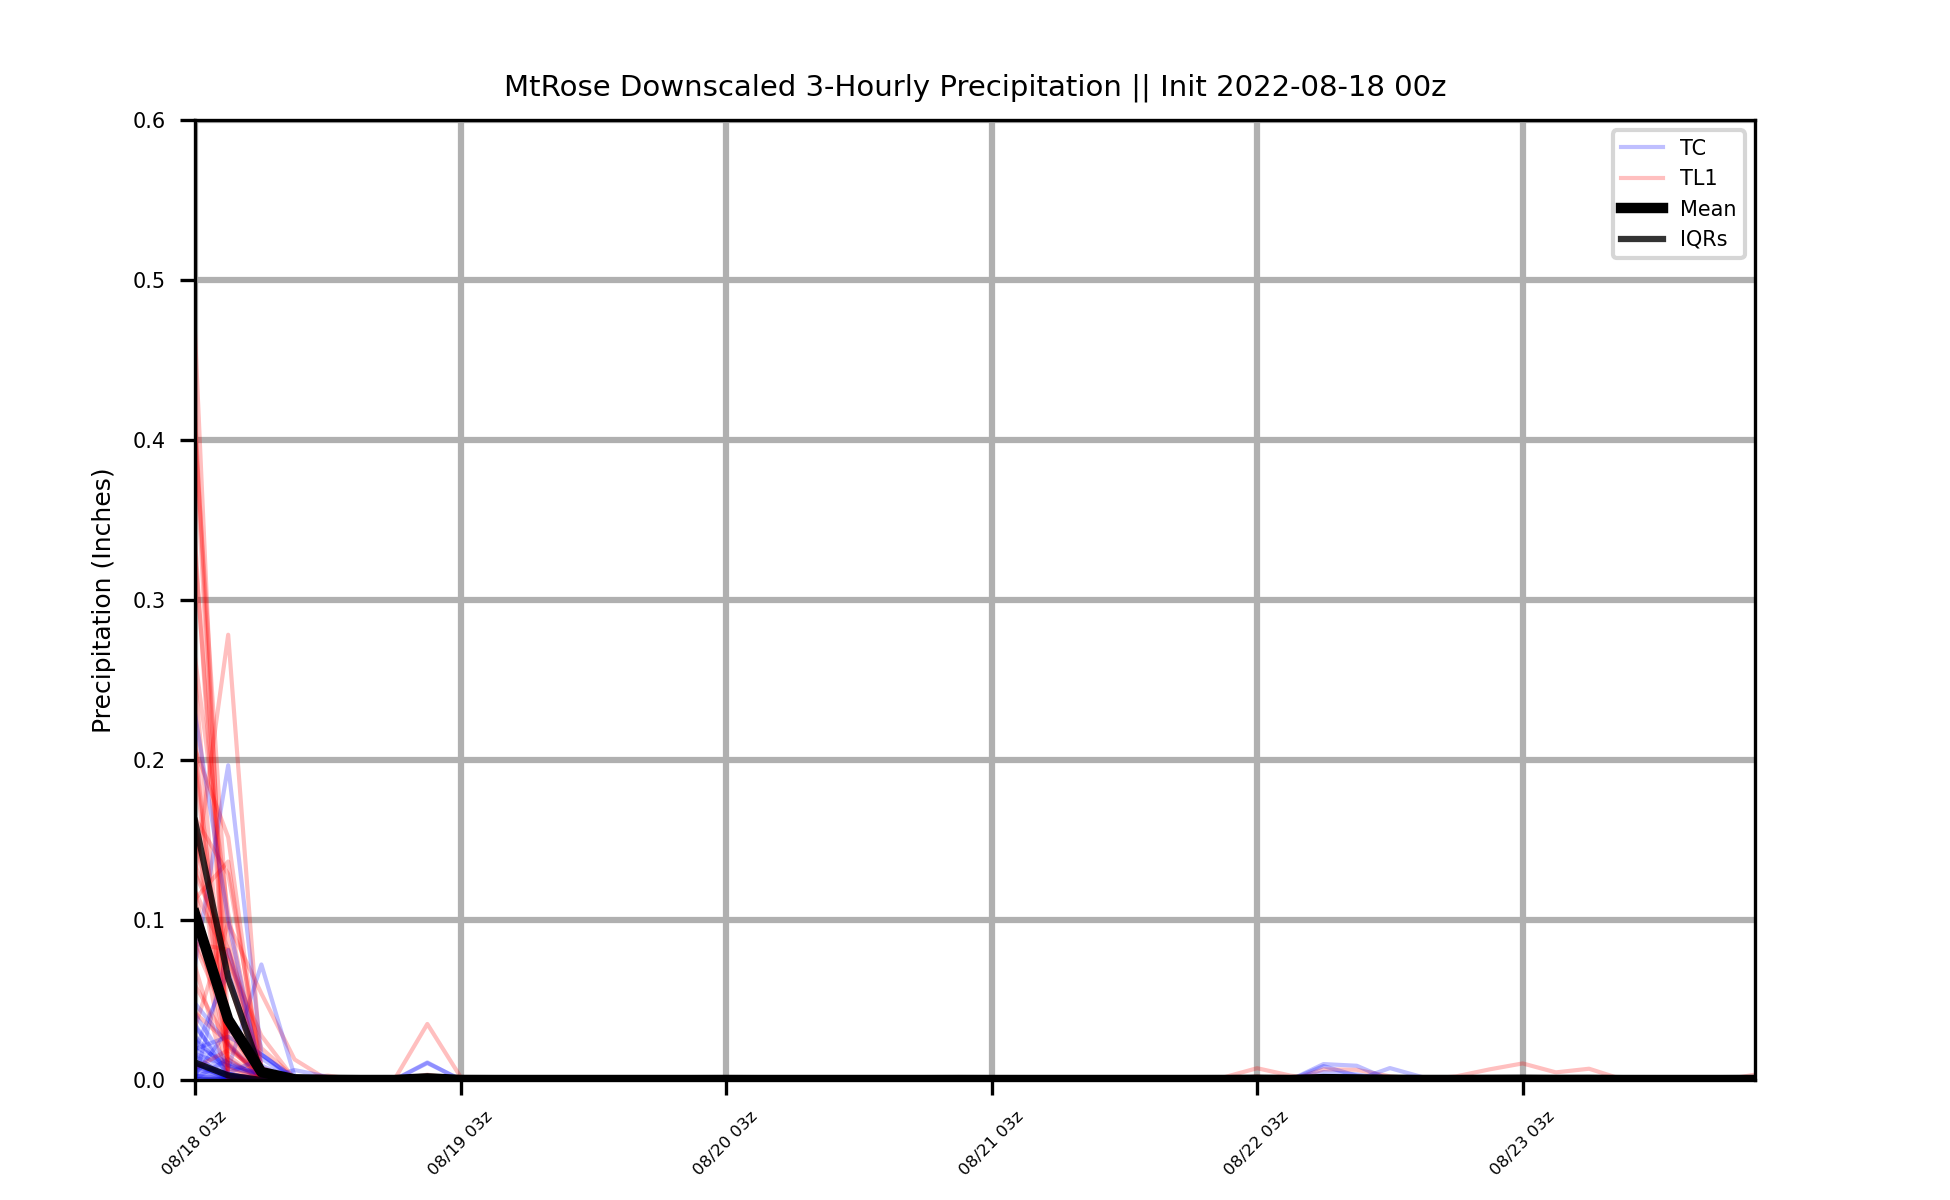 MtRose Downscaled 3-Hourly Precipitation || Init 2022-08-18 00z
0.6
0.5
0.4
0.3
0.2
0.1
0.0
Precipitation (Inches)
TC
TL1
Mean
IQRs
08/18 03z
08/19 03z
08/20 03z
08/21 03z
08/22 03z
08/23 03z